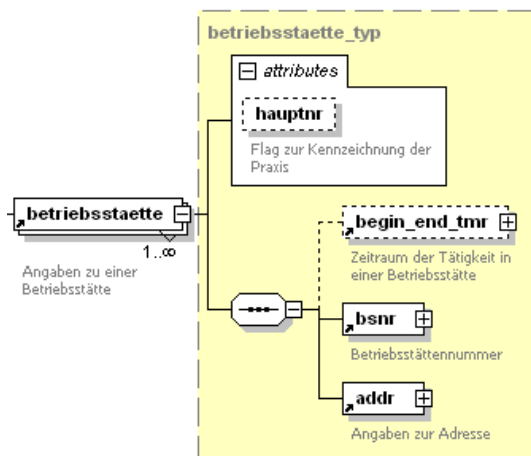 betriebsstaette_typ
attributes
hauptnr
Flag zur Kennzeichnung der
Praxis
betriebsstaette
1..∞
Angaben zu einer
Betriebsstätte
begin_end_tmr
Zeitraum der Tätigkeit in
einer Betriebsstätte
bsnr
Betriebsstättennummer
addr
Angaben zur Adresse